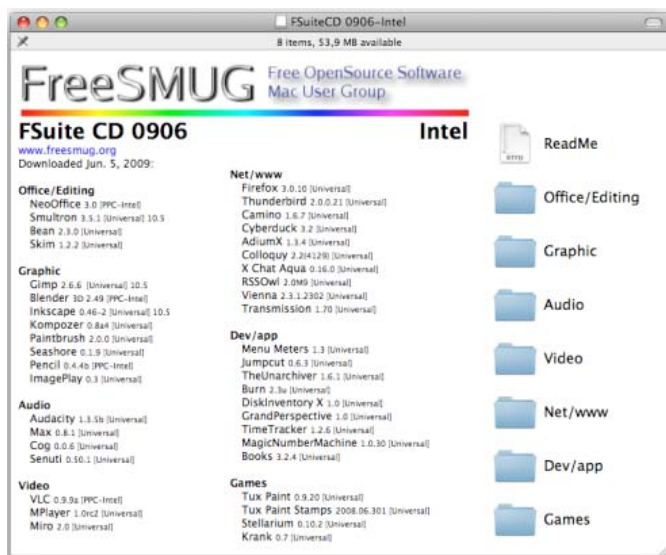 FSuiteCD 0906-Intel
8 items, 53,9 MB available
FreeSMUG
Free OpenSource Software
Mac User Group
FSuite CD 0906
Intel
www.freesmug.org
Downloaded Jun. 5, 2009:
Office/Editing
NeoOffice 3.0 [PPC-Intel]
Smultron 3.5.1 [Universal] 10.5
Bean 2.3.0 [Universal]
Skim 1.2.2 [Universal]
Graphic
Gimp 2.6.6 [Universal] 10.5
Blender 3D 2.49 [PPC-Intel]
Inkscape 0.46-2 [Universal] 10.5
Kompozer 0.8a4 [Universal]
Paintbrush 2.0.0 [Universal]
Seashore 0.1.9 [Universal]
Pencil 0.4.4b [PPC-Intel]
ImagePlay 0.3 [Universal]
Audio
Audacity 1.3.5b [Universal]
Max 0.8.1 [Universal]
Cog 0.0.6 [Universal]
Senuti 0.50.1 [Universal]
Video
VLC 0.9.9a [PPC-Intel]
MPlayer 1.0rc2 [Universal]
Miro 2.0 [Universal]
Net/www
Firefox 3.0.10 [Universal]
Thunderbird 2.0.0.21 [Universal]
Camino 1.6.7 [Universal]
Cyberduck 3.2 [Universal]
AdiumX 1.3.4 [Universal]
Colloquy 2.2(4129) [Universal]
X Chat Aqua 0.16.0 [Universal]
RSSOwl 2.0M9 [Universal]
Vienna 2.3.1.2302 [Universal]
Transmission 1.70 [Universal]
Dev/app
Menu Meters 1.3 [Universal]
Jumpcut 0.6.3 [Universal]
TheUnarchiver 1.6.1 [Universal]
Burn 2.3u [Universal]
DiskInventory X 1.0 [Universal]
GrandPerspective 1.0 [Universal]
TimeTracker 1.2.6 [Universal]
MagicNumberMachine 1.0.30 [Universal]
Books 3.2.4 [Universal]
Games
Tux Paint 0.9.20 [Universal]
Tux Paint Stamps 2008.06.301 [Universal]
Stellarium 0.10.2 [Universal]
Krank 0.7 [Universal]
RTFD
ReadMe
Office/Editing
Graphic
Audio
Video
Net/www
Dev/app
Games